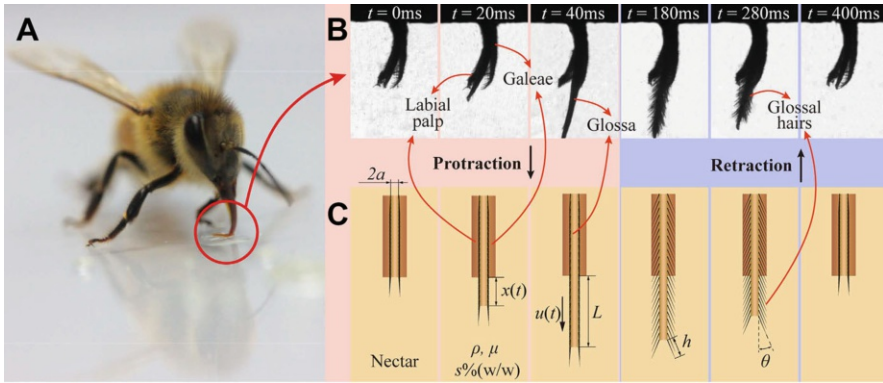 A
B
t = 0ms
t = 20ms
t = 40ms
t = 180ms
t = 280ms
t = 400ms
Labial
palp
Galeae
Glossa
Glossal
hairs
Protraction
Retraction
C
2a
x(t)
u(t)
L
h
θ
Nectar
ρ, μ
s%(w/w)